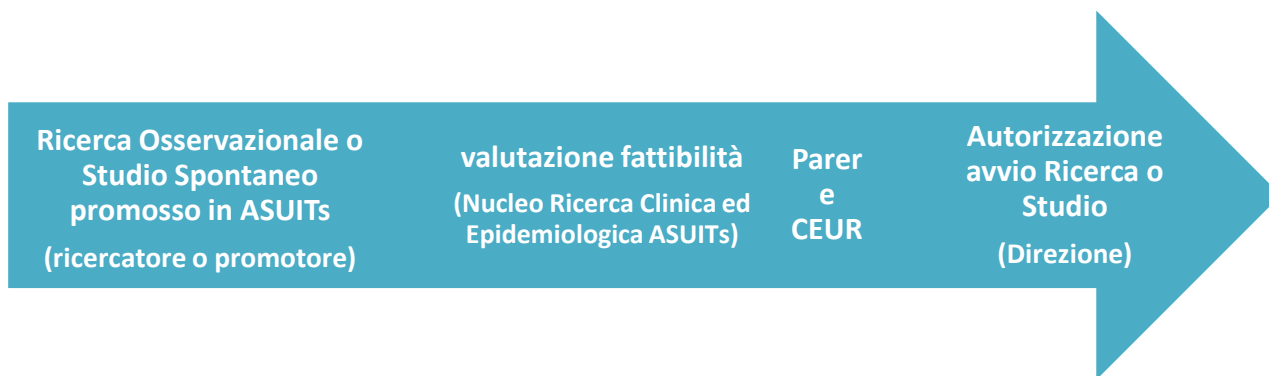 Ricerca Osservazionale o
Studio Spontaneo
promosso in ASUITs
(ricercatore o promotore)
valutazione fattibilità
(Nucleo Ricerca Clinica ed
Epidemiologica ASUITs)
Parer
e
CEUR
Autorizzazione
avvio Ricerca o
Studio
(Direzione)